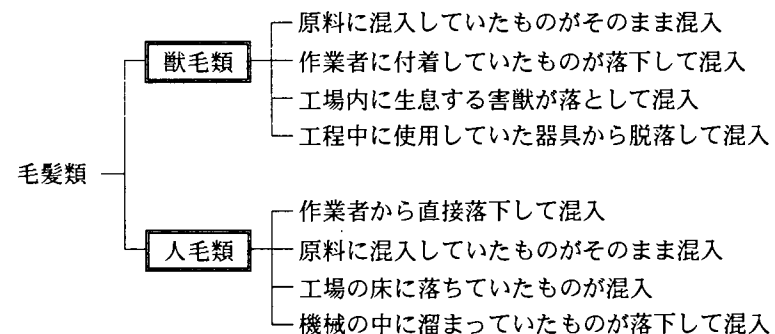 原料に混入していたものがそのまま混入
獣毛類
作業者に付着していたものが落下して混入
工場内に生息する害獣が落として混入
工程中に使用していた器具から脱落して混入
毛髪類
作業者から直接落下して混入
人毛類
原料に混入していたものがそのまま混入
工場の床に落ちていたものが混入
機械の中に溜まっていたものが落下して混入